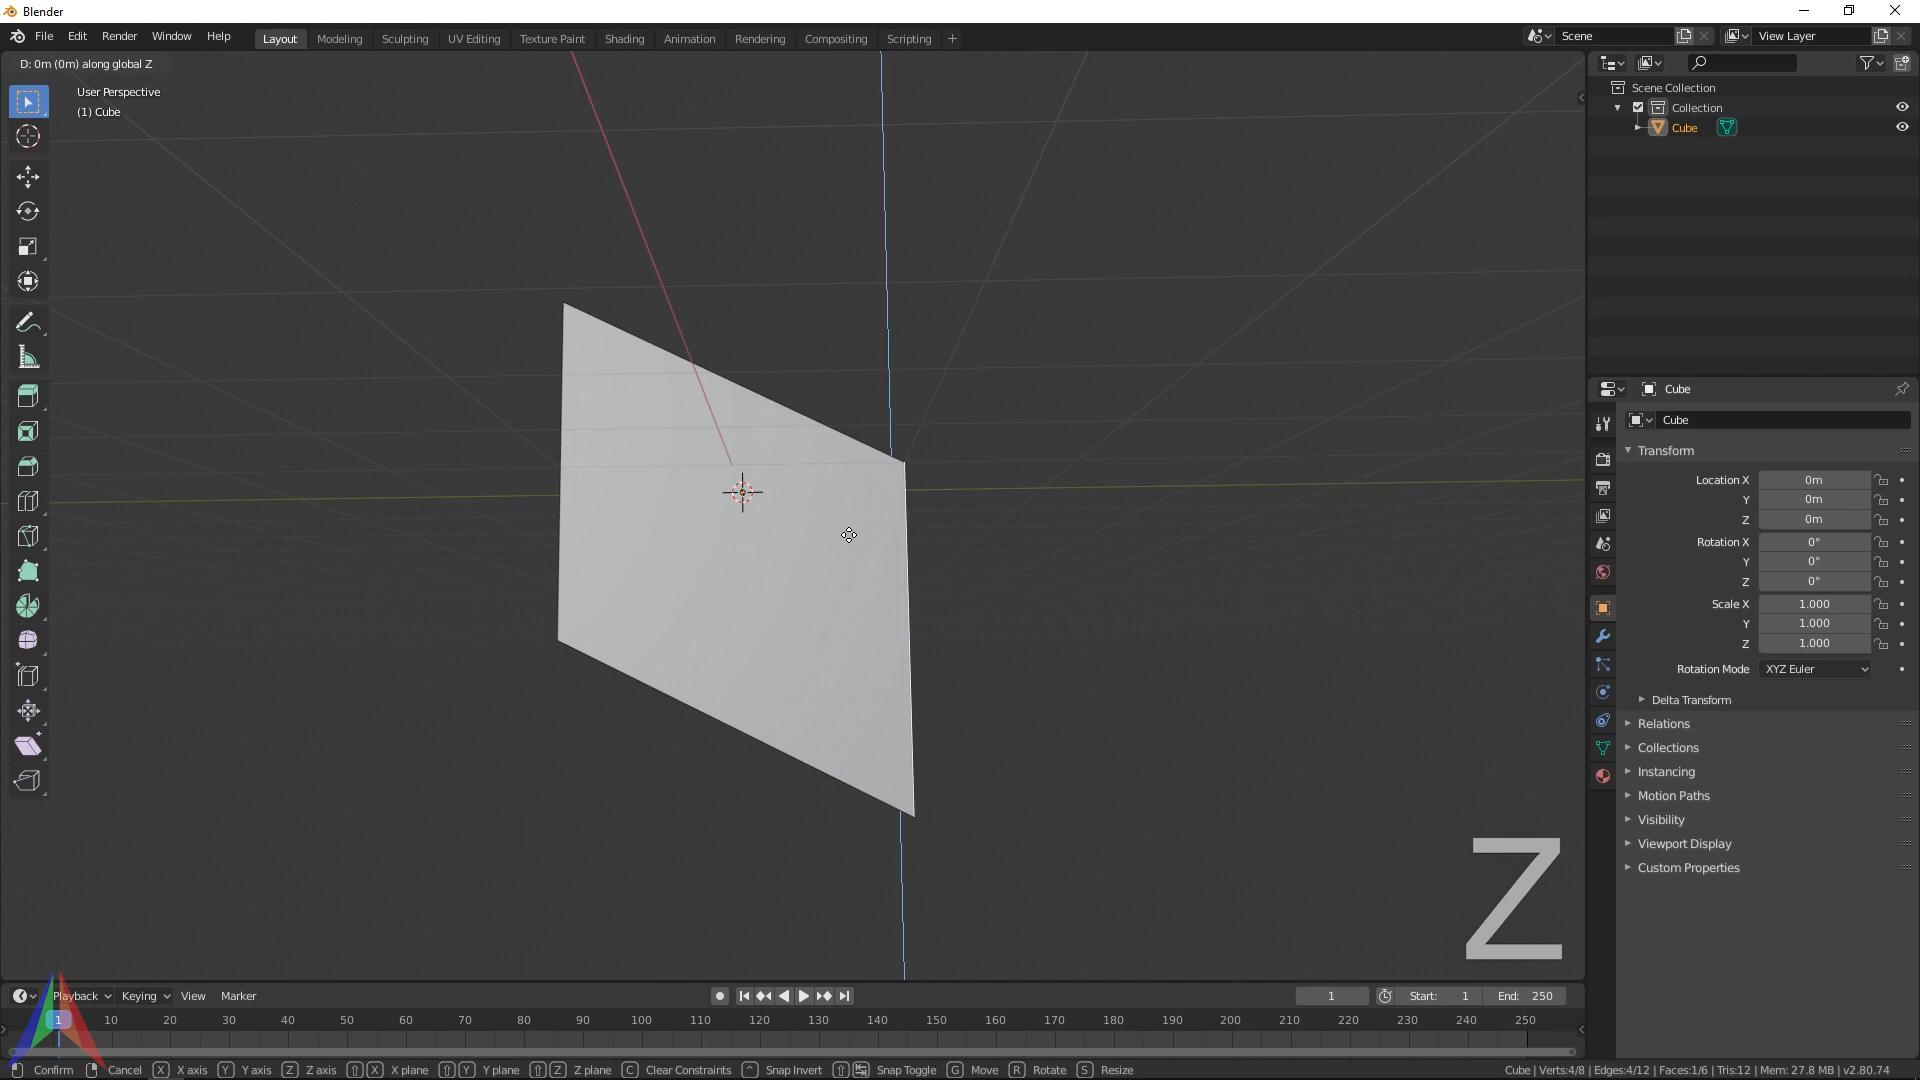 Blender
File Edit Render Window Help
Layout Modeling Sculpting UV Editing Texture Paint Shading Animation Rendering Compositing Scripting +
Scene
View Layer
D: 0m (0m) along global Z
User Perspective
(1) Cube
Scene Collection
Collection
Cube
Cube
Cube
Transform
Location X 0m
Y 0m
Z 0m
Rotation X 0°
Y 0°
Z 0°
Scale X 1.000
Y 1.000
Z 1.000
Rotation Mode XYZ Euler
Delta Transform
Relations
Collections
Instancing
Motion Paths
Visibility
Viewport Display
Custom Properties
Z
Playback Keying View Marker
1 Start: 1 End: 250
1 10 20 30 40 50 60 70 80 90 100 110 120 130 140 150 160 170 180 190 200 210 220 230 240 250
Confirm Cancel X X axis Y Y axis Z Z axis X X plane Y Y plane Z Z plane C Clear Constraints ^ Snap Invert Snap Toggle G Move R Rotate S Resize
Cube | Verts:4/8 | Edges:4/12 | Faces:1/6 | Tris:12 | Mem: 27.8 MB | v2.80.74